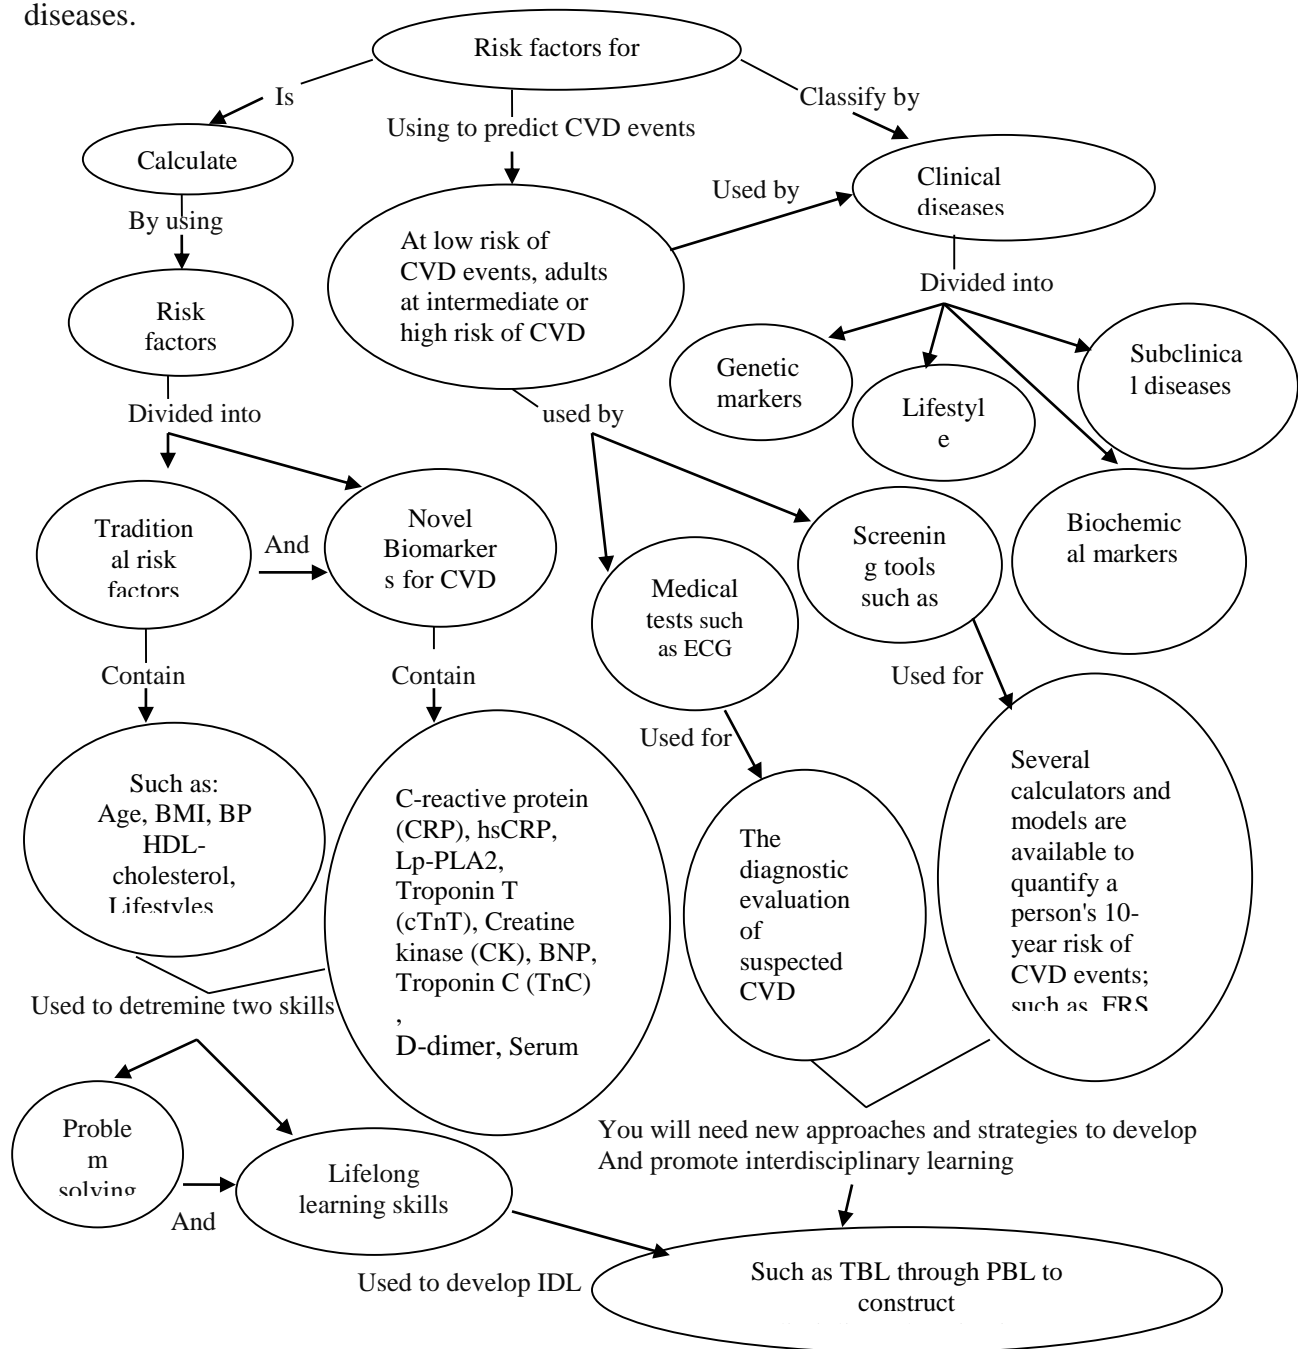 diseases.
Risk factors for
Is
Classify by
Using to predict CVD events
Calculate
Used by
Clinical
diseases
By using
At low risk of
CVD events, adults
at intermediate or
high risk of CVD
Divided into
Risk
factors
Genetic
markers
Lifestyl
e
Subclinica
l diseases
Divided into
used by
Tradition
al risk
factors
And
Novel
Biomarker
s for CVD
Screenin
g tools
such as
Biochemic
al markers
Medical
tests such
as ECG
Contain
Contain
Used for
Used for
Such as:
Age, BMI, BP
HDL-
cholesterol,
Lifestyles
C-reactive protein
(CRP), hsCRP,
Lp-PLA2,
Troponin T
(cTnT), Creatine
kinase (CK), BNP,
Troponin C (TnC)
,
D-dimer, Serum
The
diagnostic
evaluation
of
suspected
CVD
Several
calculators and
models are
available to
quantify a
person's 10-
year risk of
CVD events;
such as  FRS
Used to detremine two skills
Proble
m
solving
And
Lifelong
learning skills
You will need new approaches and strategies to develop
And promote interdisciplinary learning
Used to develop IDL
Such as TBL through PBL to
construct